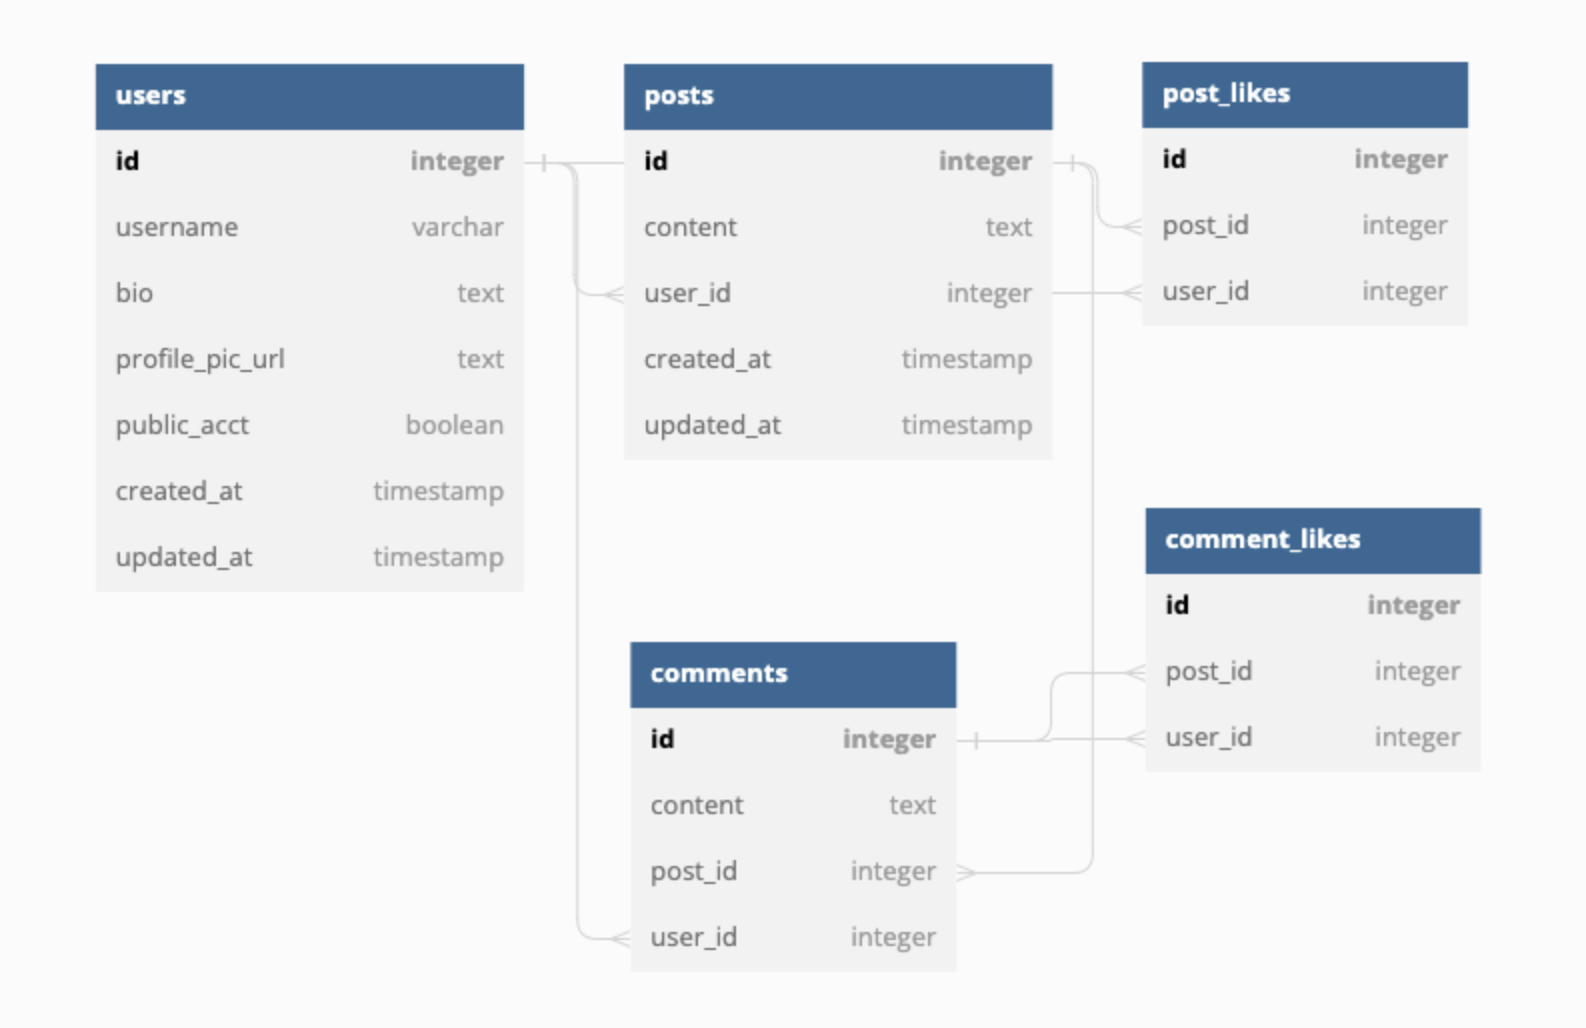 users
id integer
username varchar
bio text
profile_pic_url text
public_acct boolean
created_at timestamp
updated_at timestamp
posts
id integer
content text
user_id integer
created_at timestamp
updated_at timestamp
post_likes
id integer
post_id integer
user_id integer
comments
id integer
content text
post_id integer
user_id integer
comment_likes
id integer
post_id integer
user_id integer